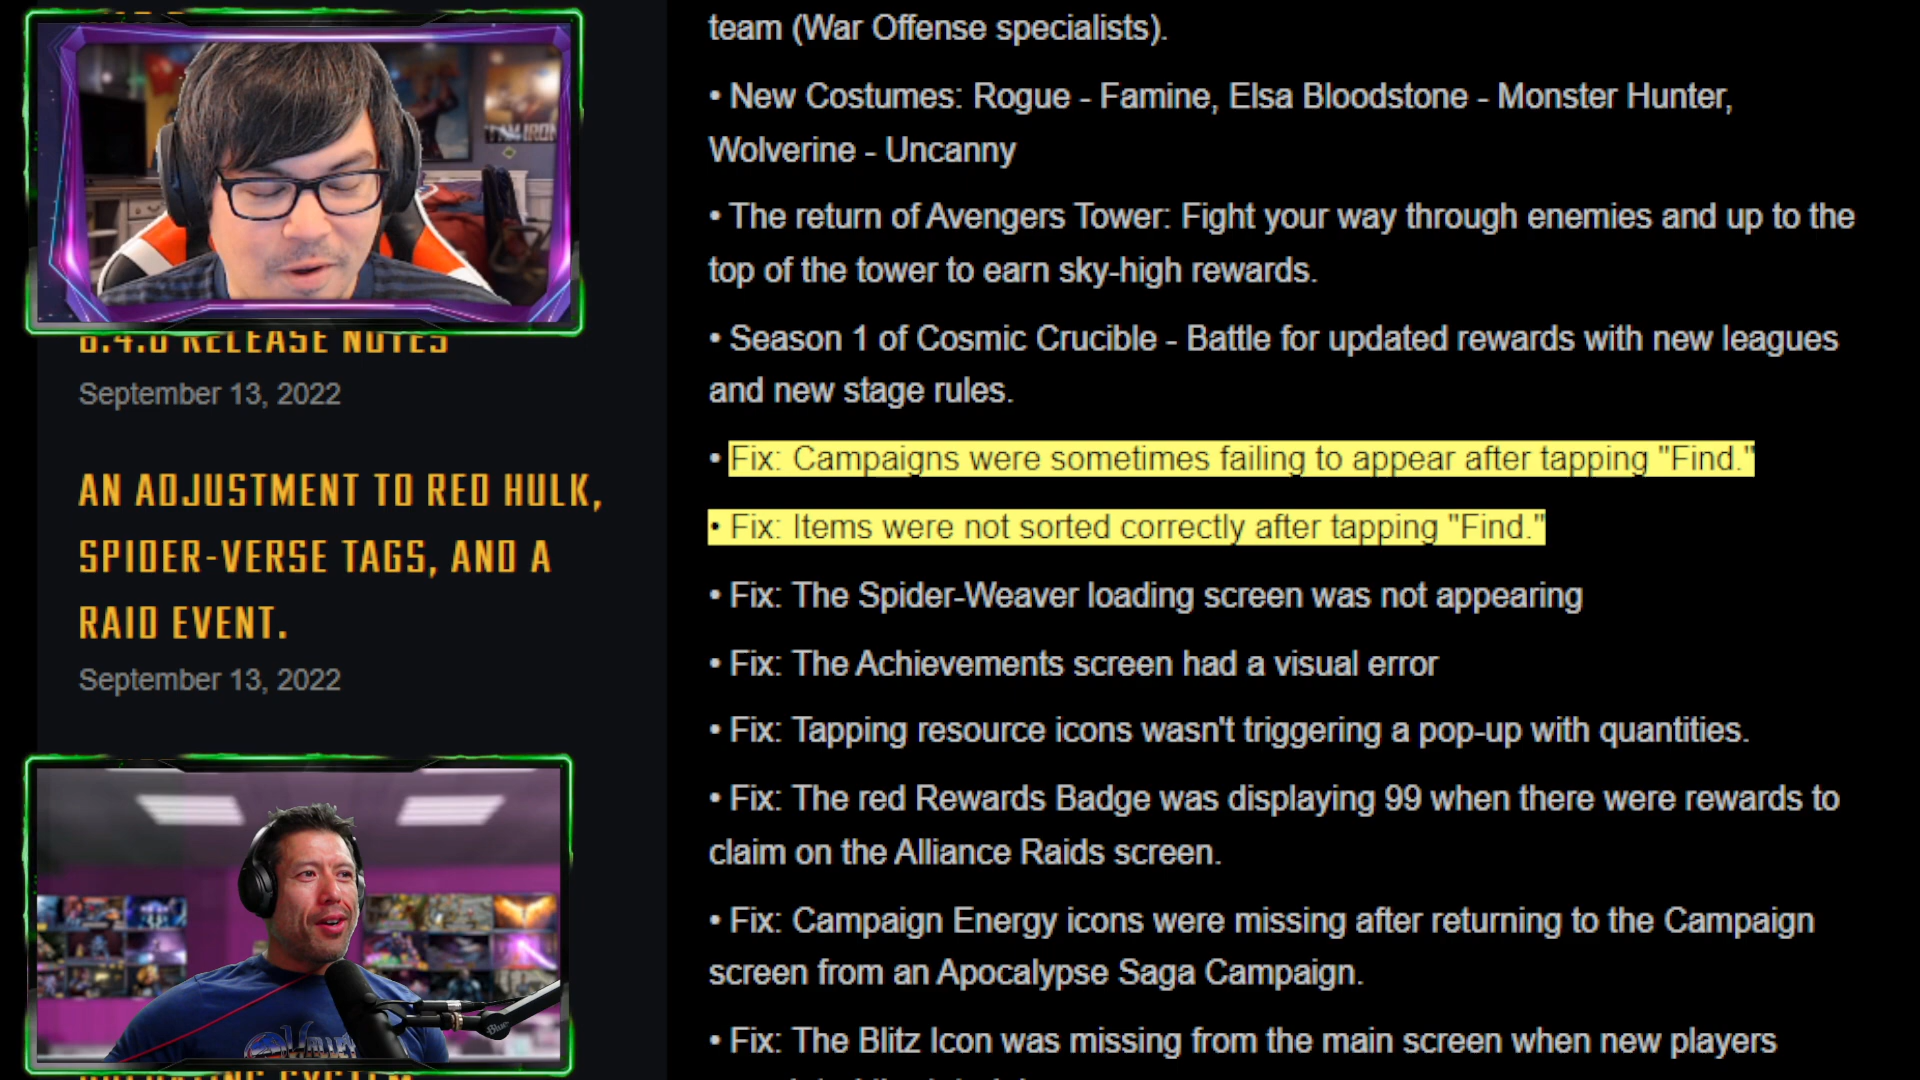 6.4.0 RELEASE NOTES
September 13, 2022
AN ADJUSTMENT TO RED HULK,
SPIDER-VERSE TAGS, AND A
RAID EVENT.
September 13, 2022
OPERATING SYSTEM
team (War Offense specialists).
• New Costumes: Rogue - Famine, Elsa Bloodstone - Monster Hunter,
Wolverine - Uncanny
• The return of Avengers Tower: Fight your way through enemies and up to the
top of the tower to earn sky-high rewards.
• Season 1 of Cosmic Crucible - Battle for updated rewards with new leagues
and new stage rules.
• Fix: Campaigns were sometimes failing to appear after tapping "Find."
• Fix: Items were not sorted correctly after tapping "Find."
• Fix: The Spider-Weaver loading screen was not appearing
• Fix: The Achievements screen had a visual error
• Fix: Tapping resource icons wasn't triggering a pop-up with quantities.
• Fix: The red Rewards Badge was displaying 99 when there were rewards to
claim on the Alliance Raids screen.
• Fix: Campaign Energy icons were missing after returning to the Campaign
screen from an Apocalypse Saga Campaign.
• Fix: The Blitz Icon was missing from the main screen when new players